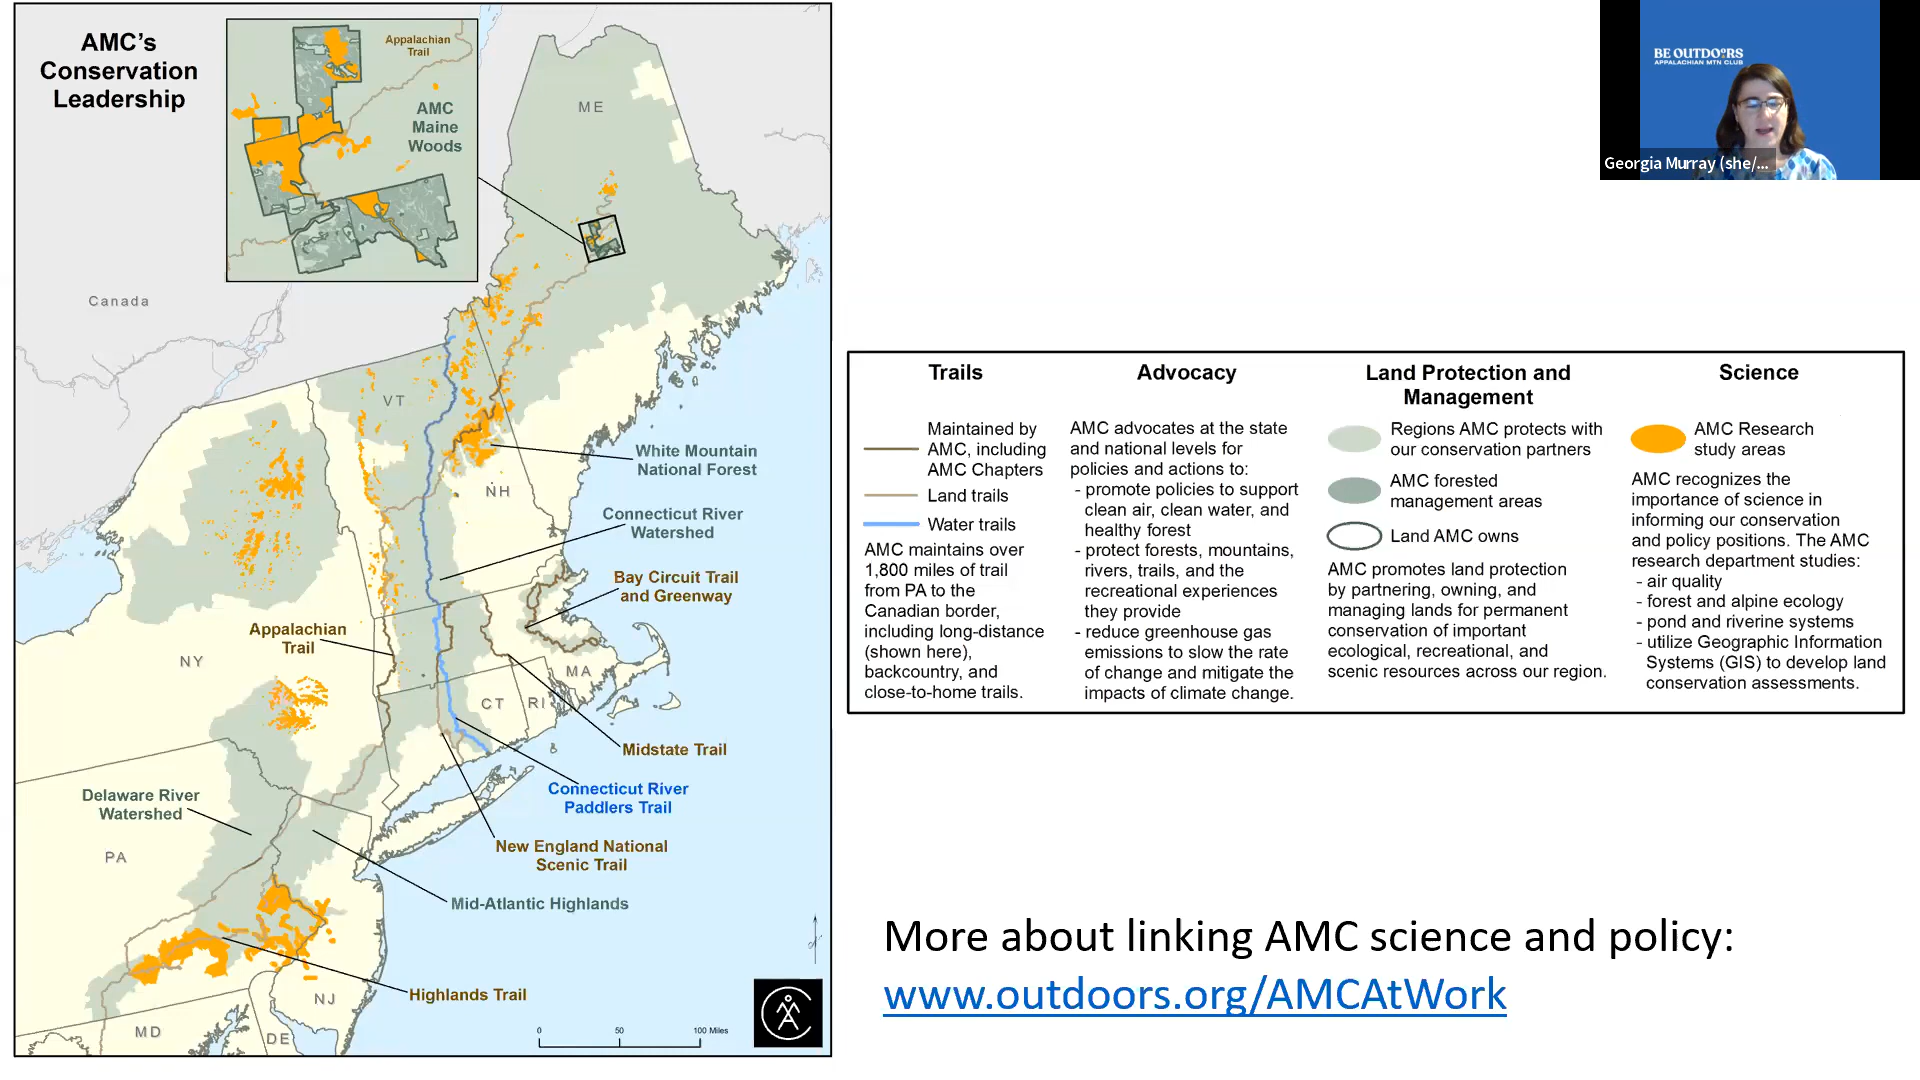 AMC's
Conservation
Leadership
Appalachian
Trail
AMC
Maine
Woods
ME
Canada
VT
White Mountain
National Forest
NH
Connecticut River
Watershed
Bay Circuit Trail
and Greenway
Appalachian
Trail
NY
MA
CT
RI
Midstate Trail
Connecticut River
Paddlers Trail
Delaware River
Watershed
New England National
Scenic Trail
PA
Mid-Atlantic Highlands
Highlands Trail
NJ
MD
DE
0 50 100 Miles
BE OUTDOORS
APPALACHIAN MTN CLUB
Georgia Murray (she/...
Trails
Maintained by
AMC, including
AMC Chapters
Land trails
Water trails
AMC maintains over
1,800 miles of trail
from PA to the
Canadian border,
including long-distance
(shown here),
backcountry, and
close-to-home trails.
Advocacy
AMC advocates at the state
and national levels for
policies and actions to:
- promote policies to support
clean air, clean water, and
healthy forest
- protect forests, mountains,
rivers, trails, and the
recreational experiences
they provide
- reduce greenhouse gas
emissions to slow the rate
of change and mitigate the
impacts of climate change.
Land Protection and
Management
Regions AMC protects with
our conservation partners
AMC forested
management areas
Land AMC owns
AMC promotes land protection
by partnering, owning, and
managing lands for permanent
conservation of important
ecological, recreational, and
scenic resources across our region.
Science
AMC Research
study areas
AMC recognizes the
importance of science in
informing our conservation
and policy positions. The AMC
research department studies:
- air quality
- forest and alpine ecology
- pond and riverine systems
- utilize Geographic Information
Systems (GIS) to develop land
conservation assessments.
More about linking AMC science and policy:
www.outdoors.org/AMCAtWork